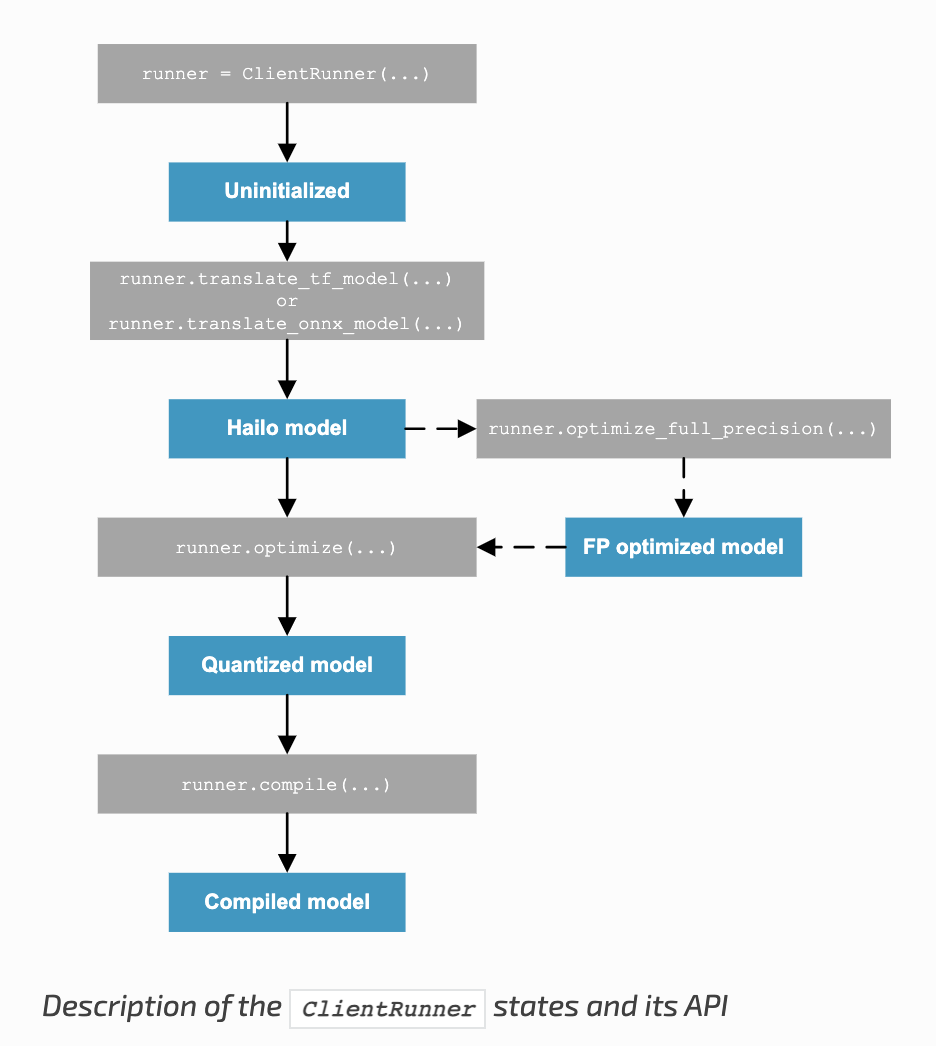 runner = ClientRunner(...)
Uninitialized
runner.translate_tf_model(...)
or
runner.translate_onnx_model(...)
Hailo model
runner.optimize_full_precision(...)
runner.optimize(...)
FP optimized model
Quantized model
runner.compile(...)
Compiled model
Description of the ClientRunner states and its API